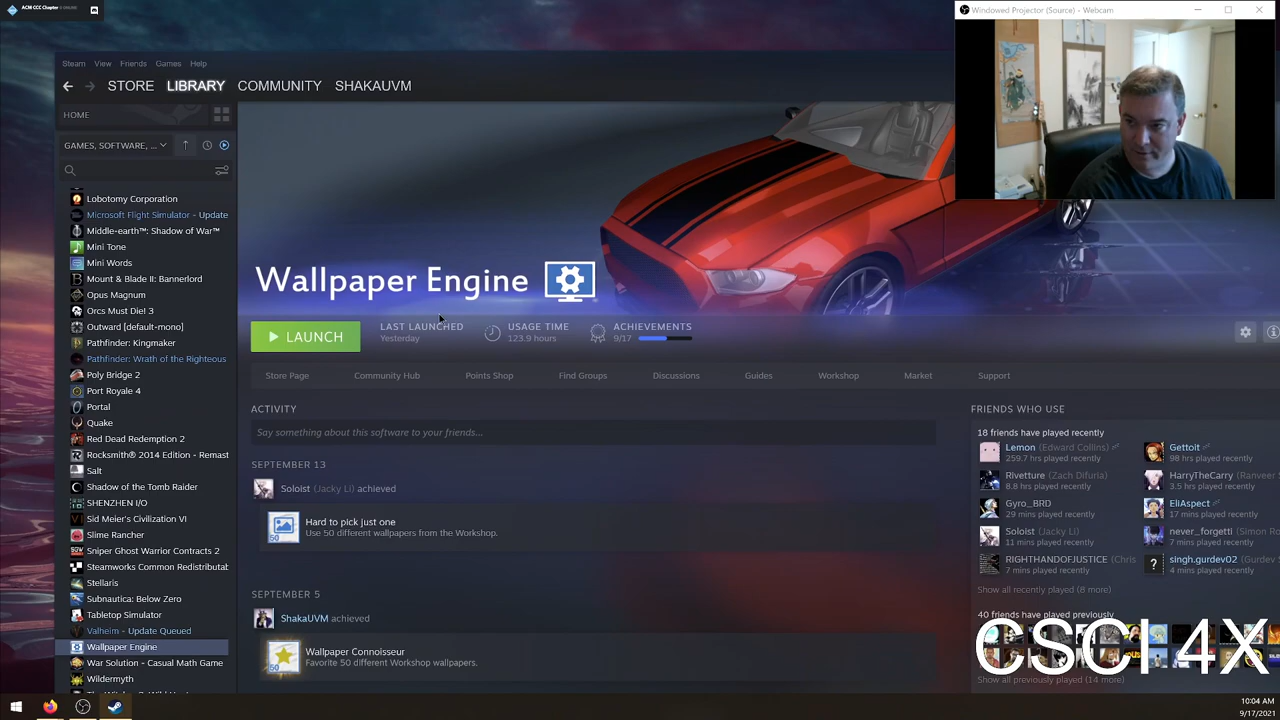 ACM CCC Chapter
Windowed Projector (Source) - Webcam
Steam View Friends Games Help
STORE LIBRARY COMMUNITY SHAKAUVM
HOME
GAMES, SOFTWARE, ...
Lobotomy Corporation
Microsoft Flight Simulator - Update
Middle-earth™: Shadow of War™
Mini Tone
Mini Words
Mount & Blade II: Bannerlord
Opus Magnum
Orcs Must Die! 3
Outward [default-mono]
Pathfinder: Kingmaker
Pathfinder: Wrath of the Righteous
Poly Bridge 2
Port Royale 4
Portal
Quake
Red Dead Redemption 2
Rocksmith® 2014 Edition - Remast
Salt
Shadow of the Tomb Raider
SHENZHEN I/O
Sid Meier's Civilization VI
Slime Rancher
Sniper Ghost Warrior Contracts 2
Steamworks Common Redistributat
Stellaris
Subnautica: Below Zero
Tabletop Simulator
Valheim - Update Queued
Wallpaper Engine
War Solution - Casual Math Game
Wildermyth
Wallpaper Engine
LAUNCH
LAST LAUNCHED
Yesterday
USAGE TIME
123.9 hours
ACHIEVEMENTS
9/17
Store Page Community Hub Points Shop Find Groups Discussions Guides Workshop Market Support
ACTIVITY
Say something about this software to your friends...
SEPTEMBER 13
Soloist (Jacky Li) achieved
50
Hard to pick just one
Use 50 different wallpapers from the Workshop.
SEPTEMBER 5
ShakaUVM achieved
50
Wallpaper Connoisseur
Favorite 50 different Workshop wallpapers.
FRIENDS WHO USE
18 friends have played recently
Lemon (Edward Collins)
259.7 hrs played recently
Gettoit
98 hrs played recently
Rivetture (Zach Difuria)
8.8 hrs played recently
HarryTheCarry (Ranveer
3.5 hrs played recently
Gyro_BRD
29 mins played recently
EliAspect
17 mins played recently
Soloist (Jacky Li)
11 mins played recently
never_forgetti (Simon Ro
7 mins played recently
RIGHTHANDOFJUSTICE (Chris
7 mins played recently
singh.gurdev02 (Gurdev
4 mins played recently
Show all recently played (8 more)
40 friends have played previously
CSCI 4X
Show all previously played (14 more)
10:04 AM
9/17/2021